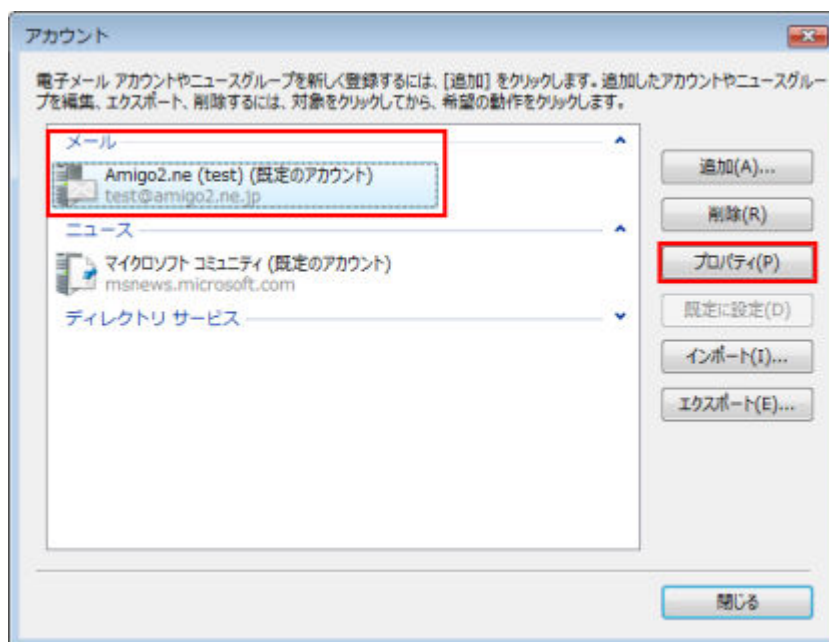 アカウント
電子メール アカウントやニュースグループを新しく登録するには、[追加] をクリックします。追加したアカウントやニュースグルー
プを編集、エクスポート、削除するには、対象をクリックしてから、希望の動作をクリックします。
メール
Amigo2.ne (test) (既定のアカウント)
test@amigo2.ne.jp
ニュース
マイクロソフト コミュニティ (既定のアカウント)
msnews.microsoft.com
ディレクトリ サービス
追加(A)...
削除(R)
プロパティ(P)
既定に設定(D)
インポート(I)...
エクスポート(E)...
閉じる